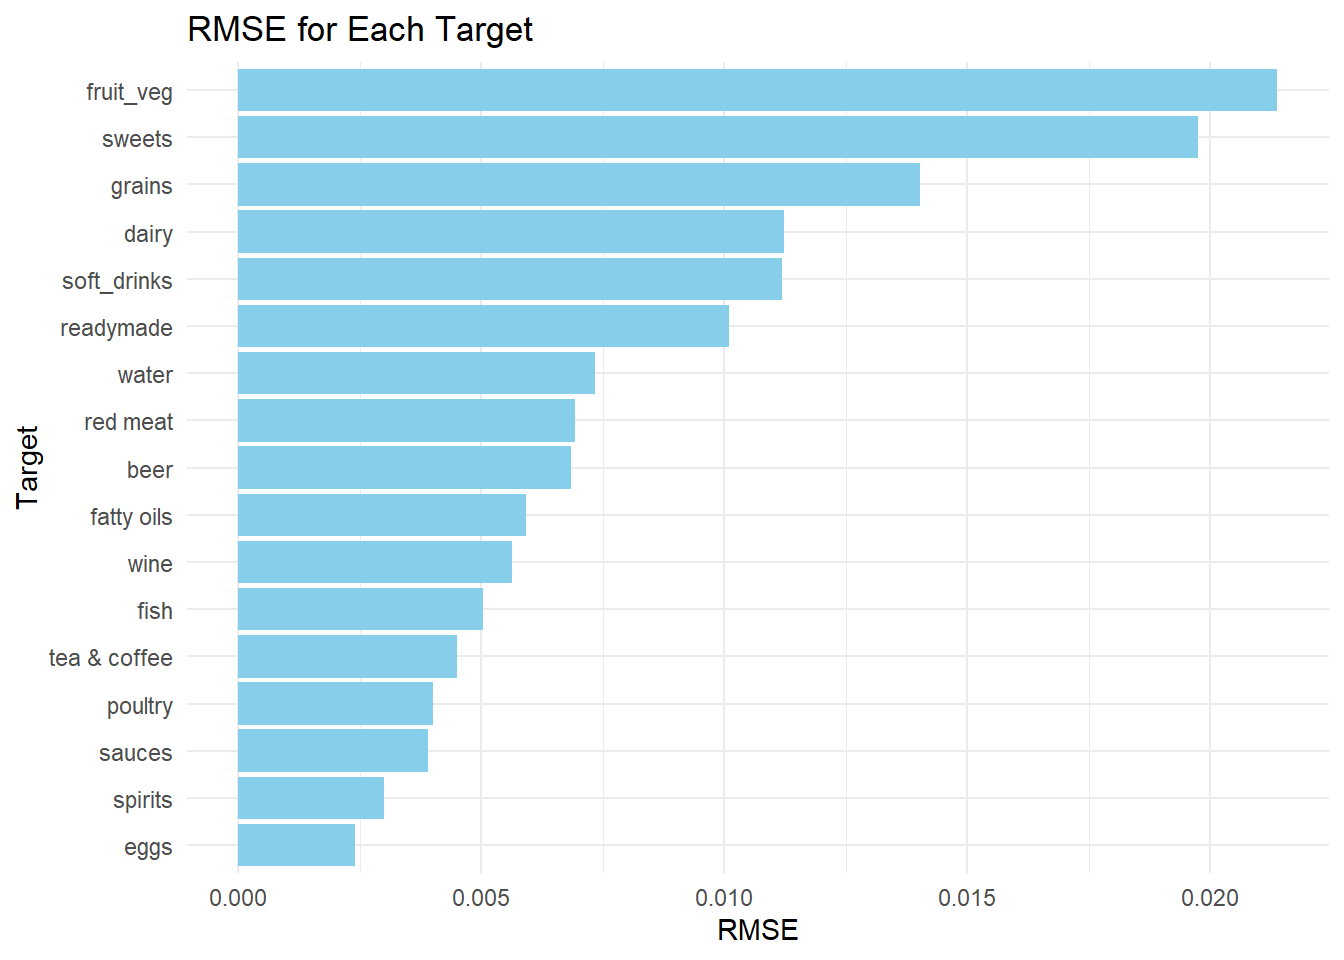 RMSE for Each Target
fruit_veg
sweets
grains
dairy
soft_drinks
readymade
water
red meat
beer
fatty oils
wine
fish
tea & coffee
poultry
sauces
spirits
eggs
Target
0.000 0.005 0.010 0.015 0.020
RMSE